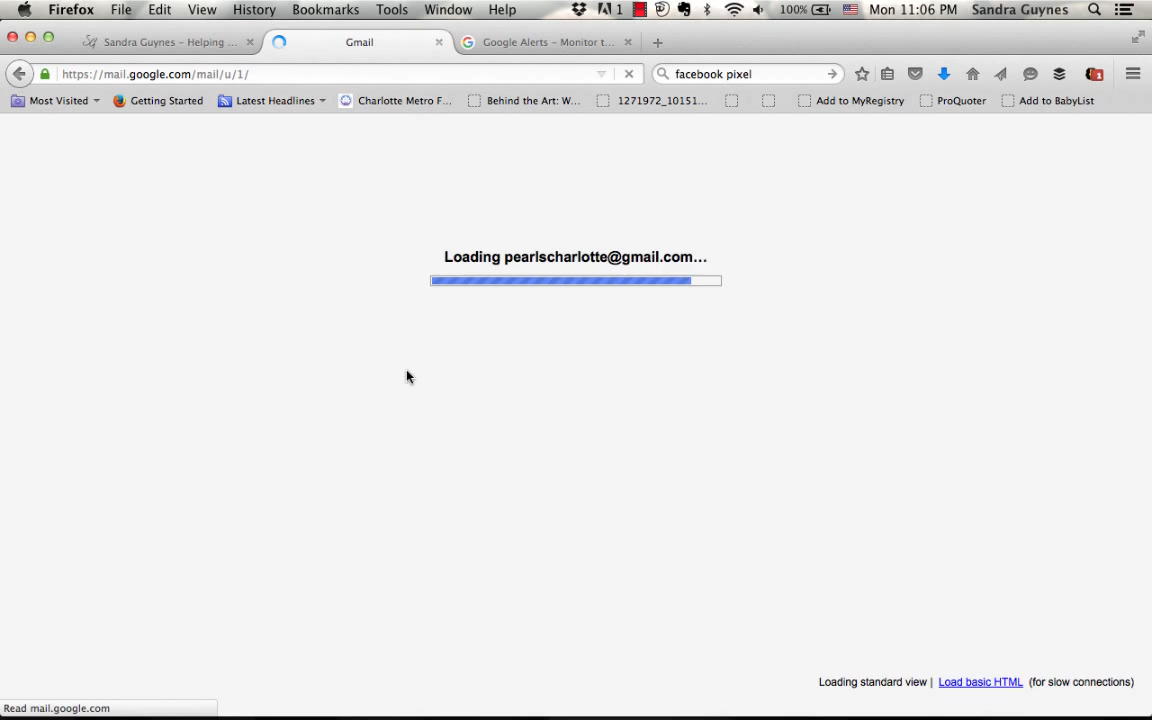 Firefox File Edit View History Bookmarks Tools Window Help 1 100% Mon 11:06 PM Sandra Guynes
Sandra Guynes – Helping ... Gmail Google Alerts – Monitor t...
https://mail.google.com/mail/u/1/ facebook pixel 1
Most Visited Getting Started Latest Headlines Charlotte Metro F... Behind the Art: W... 1271972_10151... Add to MyRegistry ProQuoter Add to BabyList
Loading pearlscharlotte@gmail.com...
Loading standard view | Load basic HTML (for slow connections)
Read mail.google.com